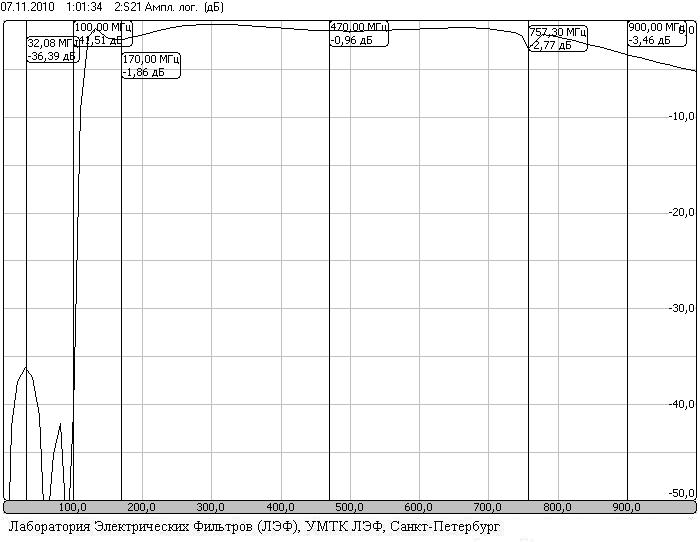 07.11.2010 1:01:34 2:S21 Ампл. лог. (дБ)
100,00 МГц
-41,51 дБ
32,08 МГц
-36,39 дБ
170,00 МГц
-1,86 дБ
470,00 МГц
-0,96 дБ
757,30 МГц
-2,77 дБ
900,00 МГц
-3,46 дБ
0,0
-10,0
-20,0
-30,0
-40,0
-50,0
100,0 200,0 300,0 400,0 500,0 600,0 700,0 800,0 900,0
Лаборатория Электрических Фильтров (ЛЭФ), УМТК ЛЭФ, Санкт-Петербург